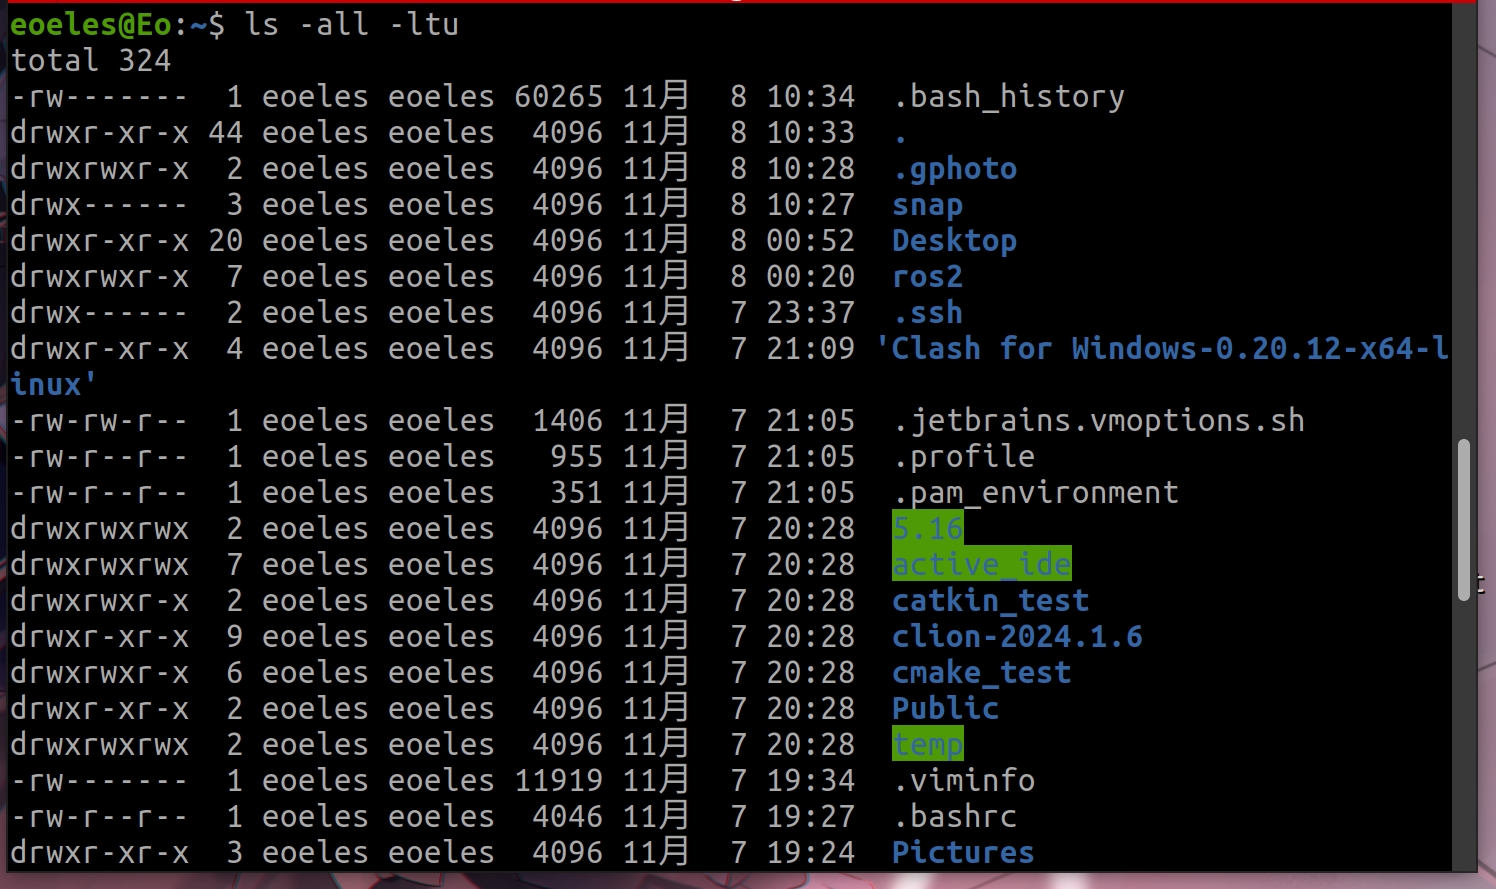 eoeles@Eo:~$ ls -all -ltu
total 324
-rw-------  1 eoeles eoeles 60265 11月  8 10:34  .bash_history
drwxr-xr-x 44 eoeles eoeles  4096 11月  8 10:33  .
drwxrwxr-x  2 eoeles eoeles  4096 11月  8 10:28  .gphoto
drwx------  3 eoeles eoeles  4096 11月  8 10:27  snap
drwxr-xr-x 20 eoeles eoeles  4096 11月  8 00:52  Desktop
drwxrwxr-x  7 eoeles eoeles  4096 11月  8 00:20  ros2
drwx------  2 eoeles eoeles  4096 11月  7 23:37  .ssh
drwxr-xr-x  4 eoeles eoeles  4096 11月  7 21:09 'Clash for Windows-0.20.12-x64-l
inux'
-rw-rw-r--  1 eoeles eoeles  1406 11月  7 21:05  .jetbrains.vmoptions.sh
-rw-r--r--  1 eoeles eoeles   955 11月  7 21:05  .profile
-rw-r--r--  1 eoeles eoeles   351 11月  7 21:05  .pam_environment
drwxrwxrwx  2 eoeles eoeles  4096 11月  7 20:28  5.16
drwxrwxrwx  7 eoeles eoeles  4096 11月  7 20:28  active_ide
drwxrwxr-x  2 eoeles eoeles  4096 11月  7 20:28  catkin_test
drwxr-xr-x  9 eoeles eoeles  4096 11月  7 20:28  clion-2024.1.6
drwxrwxr-x  6 eoeles eoeles  4096 11月  7 20:28  cmake_test
drwxr-xr-x  2 eoeles eoeles  4096 11月  7 20:28  Public
drwxrwxrwx  2 eoeles eoeles  4096 11月  7 20:28  temp
-rw-------  1 eoeles eoeles 11919 11月  7 19:34  .viminfo
-rw-r--r--  1 eoeles eoeles  4046 11月  7 19:27  .bashrc
drwxr-xr-x  3 eoeles eoeles  4096 11月  7 19:24  Pictures